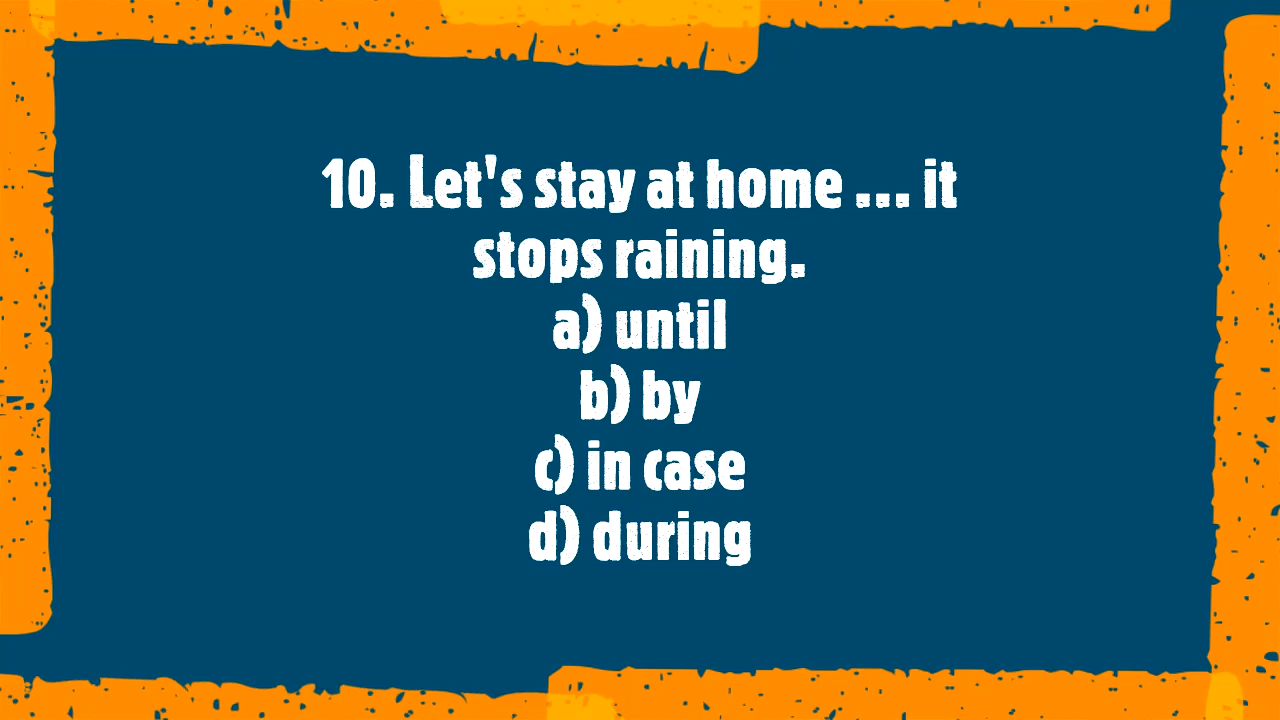 10. Let's stay at home ... it
stops raining.
a) until
b) by
c) in case
d) during